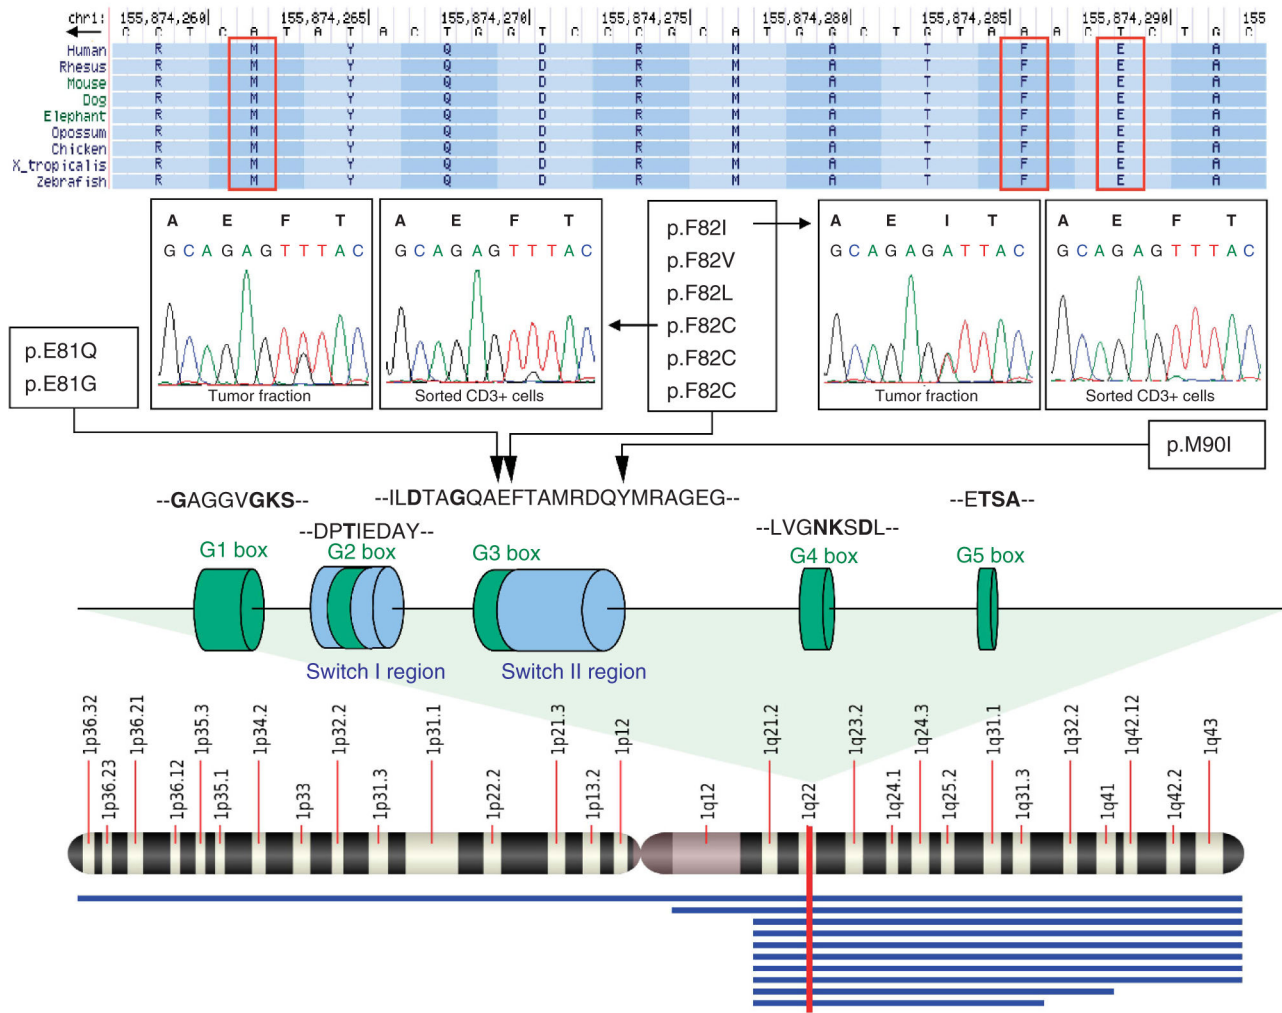 chr1: 155,874,260| 155,874,265| 155,874,270| 155,874,275| 155,874,280| 155,874,285| 155,874,290| 155
C C T C A T A T A C T G G T C C C G C A T G G C T G T A A A C T C T G C
Human R M Y Q D R M A T F E A
Rhesus R M Y Q D R M A T F E A
Mouse R M Y Q D R M A T F E A
Dog R M Y Q D R M A T F E A
Elephant R M Y Q D R M A T F E A
Opossum R M Y Q D R M A T F E A
Chicken R M Y Q D R M A T F E A
X_tropicalis R M Y Q D R M A T F E A
Zebrafish R M Y Q D R M A T F E A
A E F T
G C A G A G T T T A C
Tumor fraction
A E F T
G C A G A G T T T A C
Sorted CD3+ cells
p.F82I
p.F82V
p.F82L
p.F82C
p.F82C
p.F82C
A E I T
G C A G A G A T T A C
Tumor fraction
A E F T
G C A G A G T T T A C
Sorted CD3+ cells
p.E81Q
p.E81G
p.M90I
--GAGGVGKS--
--ILDTAGQAEFTAMRDQYMRAGEG--
--ETSA--
--DPTIEDAY--
--LVGNKSDL--
G1 box
G2 box
G3 box
G4 box
G5 box
Switch I region
Switch II region
1p36.32
1p36.23
1p36.21
1p36.12
1p35.3
1p35.1
1p34.2
1p33
1p32.2
1p31.3
1p31.1
1p22.2
1p21.3
1p13.2
1p12
1q12
1q21.2
1q22
1q23.2
1q24.1
1q24.3
1q25.2
1q31.1
1q31.3
1q32.2
1q41
1q42.12
1q42.2
1q43